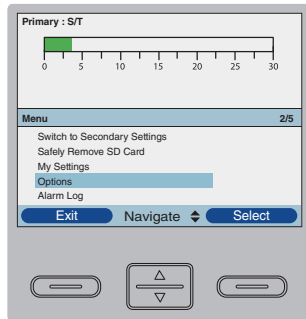 Primary : S/T
0 5 10 15 20 25 30
Menu 2/5
Switch to Secondary Settings
Safely Remove SD Card
My Settings
Options
Alarm Log
Exit Navigate Select